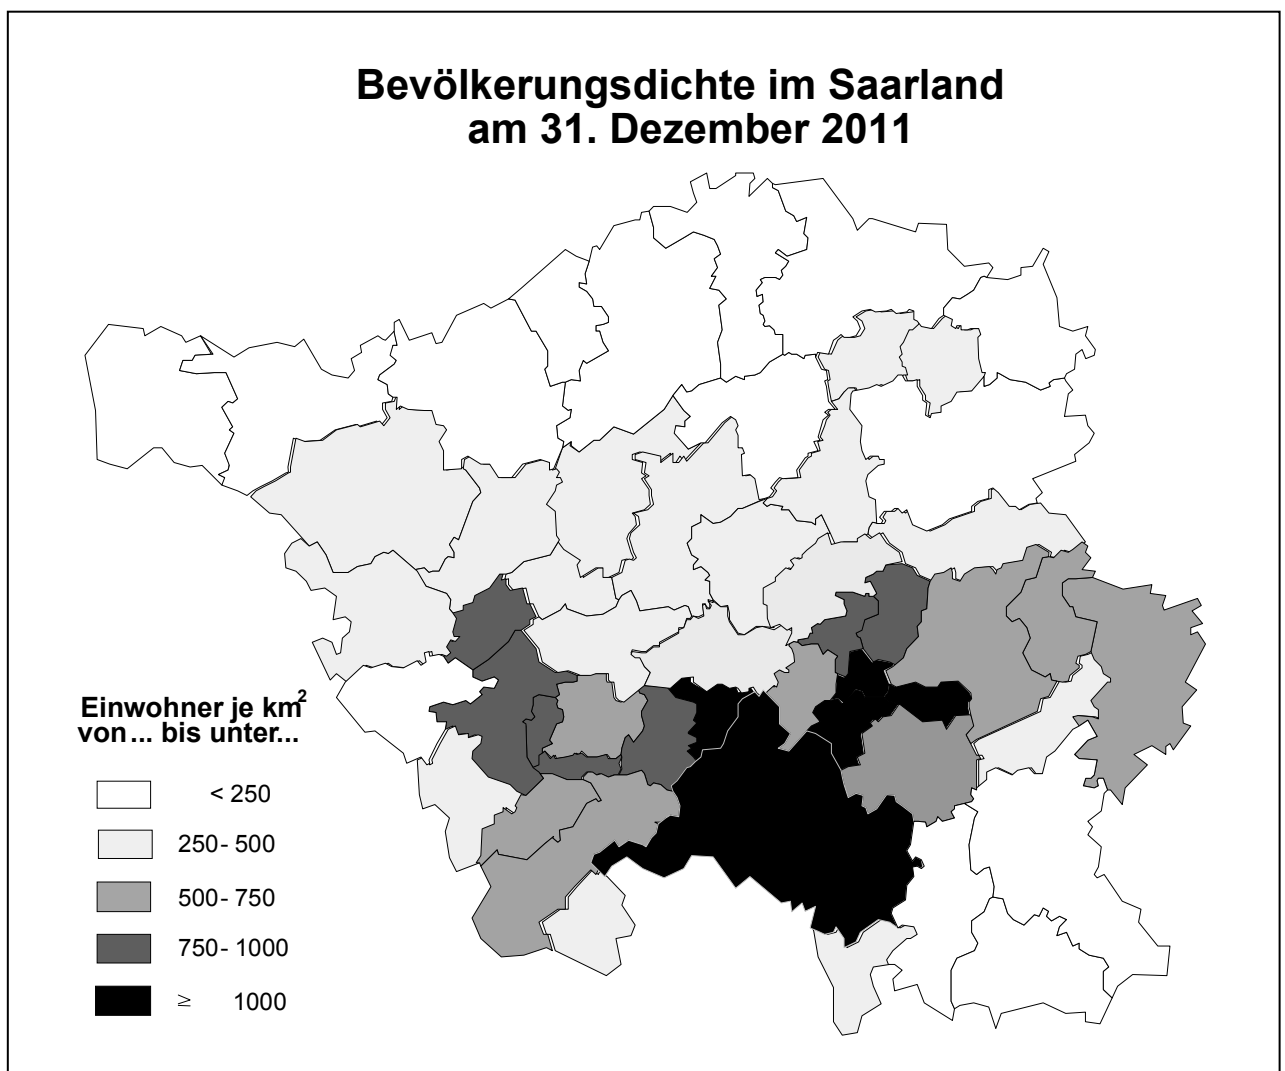 Bevölkerungsdichte im Saarland
am 31. Dezember 2011
Einwohner je km²
von ... bis unter...
< 250
250- 500
500- 750
750- 1000
≥ 1000